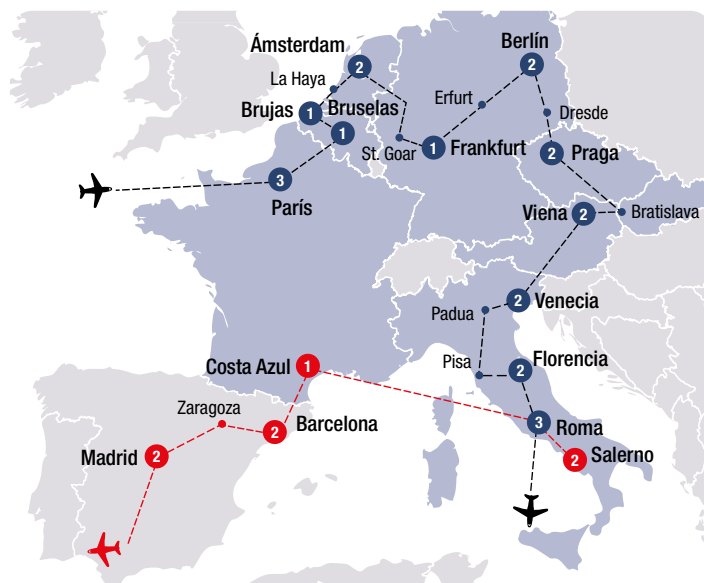 Ámsterdam
2
Berlín
2
La Haya
Erfurt
Brujas
1
Bruselas
1
Dresde
St. Goar
1
Frankfurt
2
Praga
3
París
Viena
2
Bratislava
2
Venecia
Padua
Costa Azul
1
Pisa
2
Florencia
Zaragoza
2
Barcelona
3
Roma
Madrid
2
2
Salerno